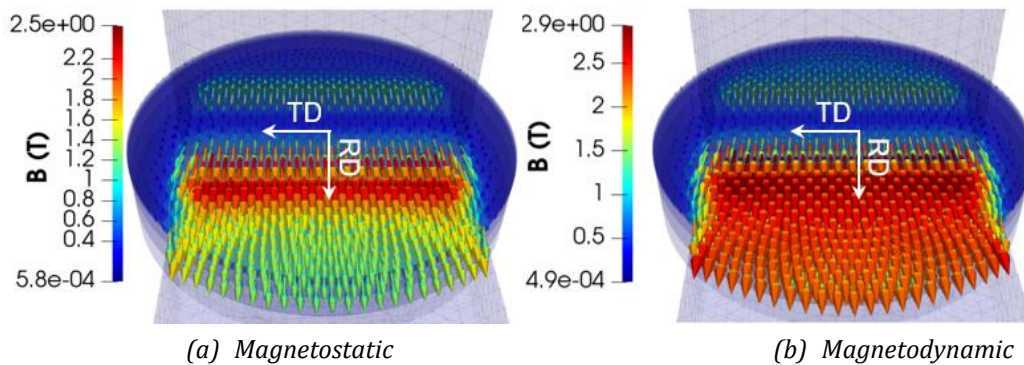 2.5e+00
2.2
2
1.8
1.6
1.4
1.2
1
0.8
0.6
0.4
5.8e-04
B (T)
TD
RD
(a) Magnetostatic
2.9e+00
2.5
2
1.5
1
0.5
4.9e-04
B (T)
TD
RD
(b) Magnetodynamic